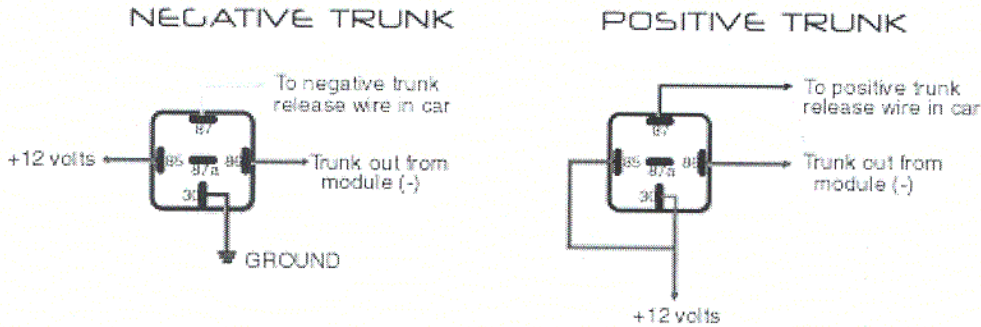 NEGATIVE TRUNK
To negative trunk
release wire in car
87
+12 volts
85
87a
86
Trunk out from
module (-)
30
GROUND
POSITIVE TRUNK
To positive trunk
release wire in car
87
85
87a
86
Trunk out from
module (-)
30
+12 volts